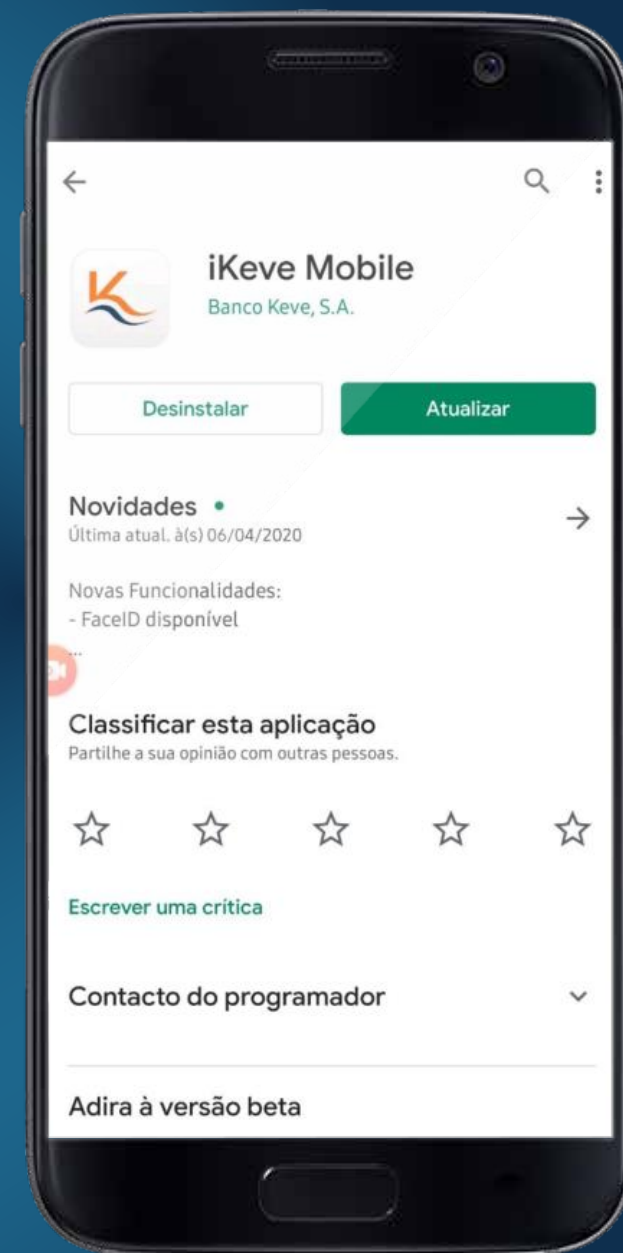 iKeve Mobile
Banco Keve, S.A.
Desinstalar
Atualizar
Novidades •
Última atual. à(s) 06/04/2020
Novas Funcionalidades:
- FaceID disponível
...
Classificar esta aplicação
Partilhe a sua opinião com outras pessoas.
Escrever uma crítica
Contacto do programador
Adira à versão beta